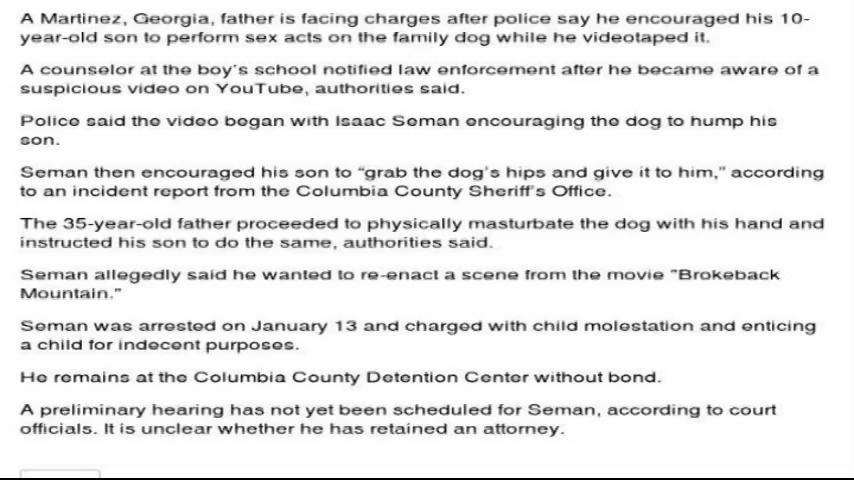 A Martinez, Georgia, father is facing charges after police say he encouraged his 10-
year-old son to perform sex acts on the family dog while he videotaped it.
A counselor at the boy's school notified law enforcement after he became aware of a
suspicious video on YouTube, authorities said.
Police said the video began with Isaac Seman encouraging the dog to hump his
son.
Seman then encouraged his son to "grab the dog's hips and give it to him," according
to an incident report from the Columbia County Sheriff's Office.
The 35-year-old father proceeded to physically masturbate the dog with his hand and
instructed his son to do the same, authorities said.
Seman allegedly said he wanted to re-enact a scene from the movie "Brokeback
Mountain."
Seman was arrested on January 13 and charged with child molestation and enticing
a child for indecent purposes.
He remains at the Columbia County Detention Center without bond.
A preliminary hearing has not yet been scheduled for Seman, according to court
officials. It is unclear whether he has retained an attorney.